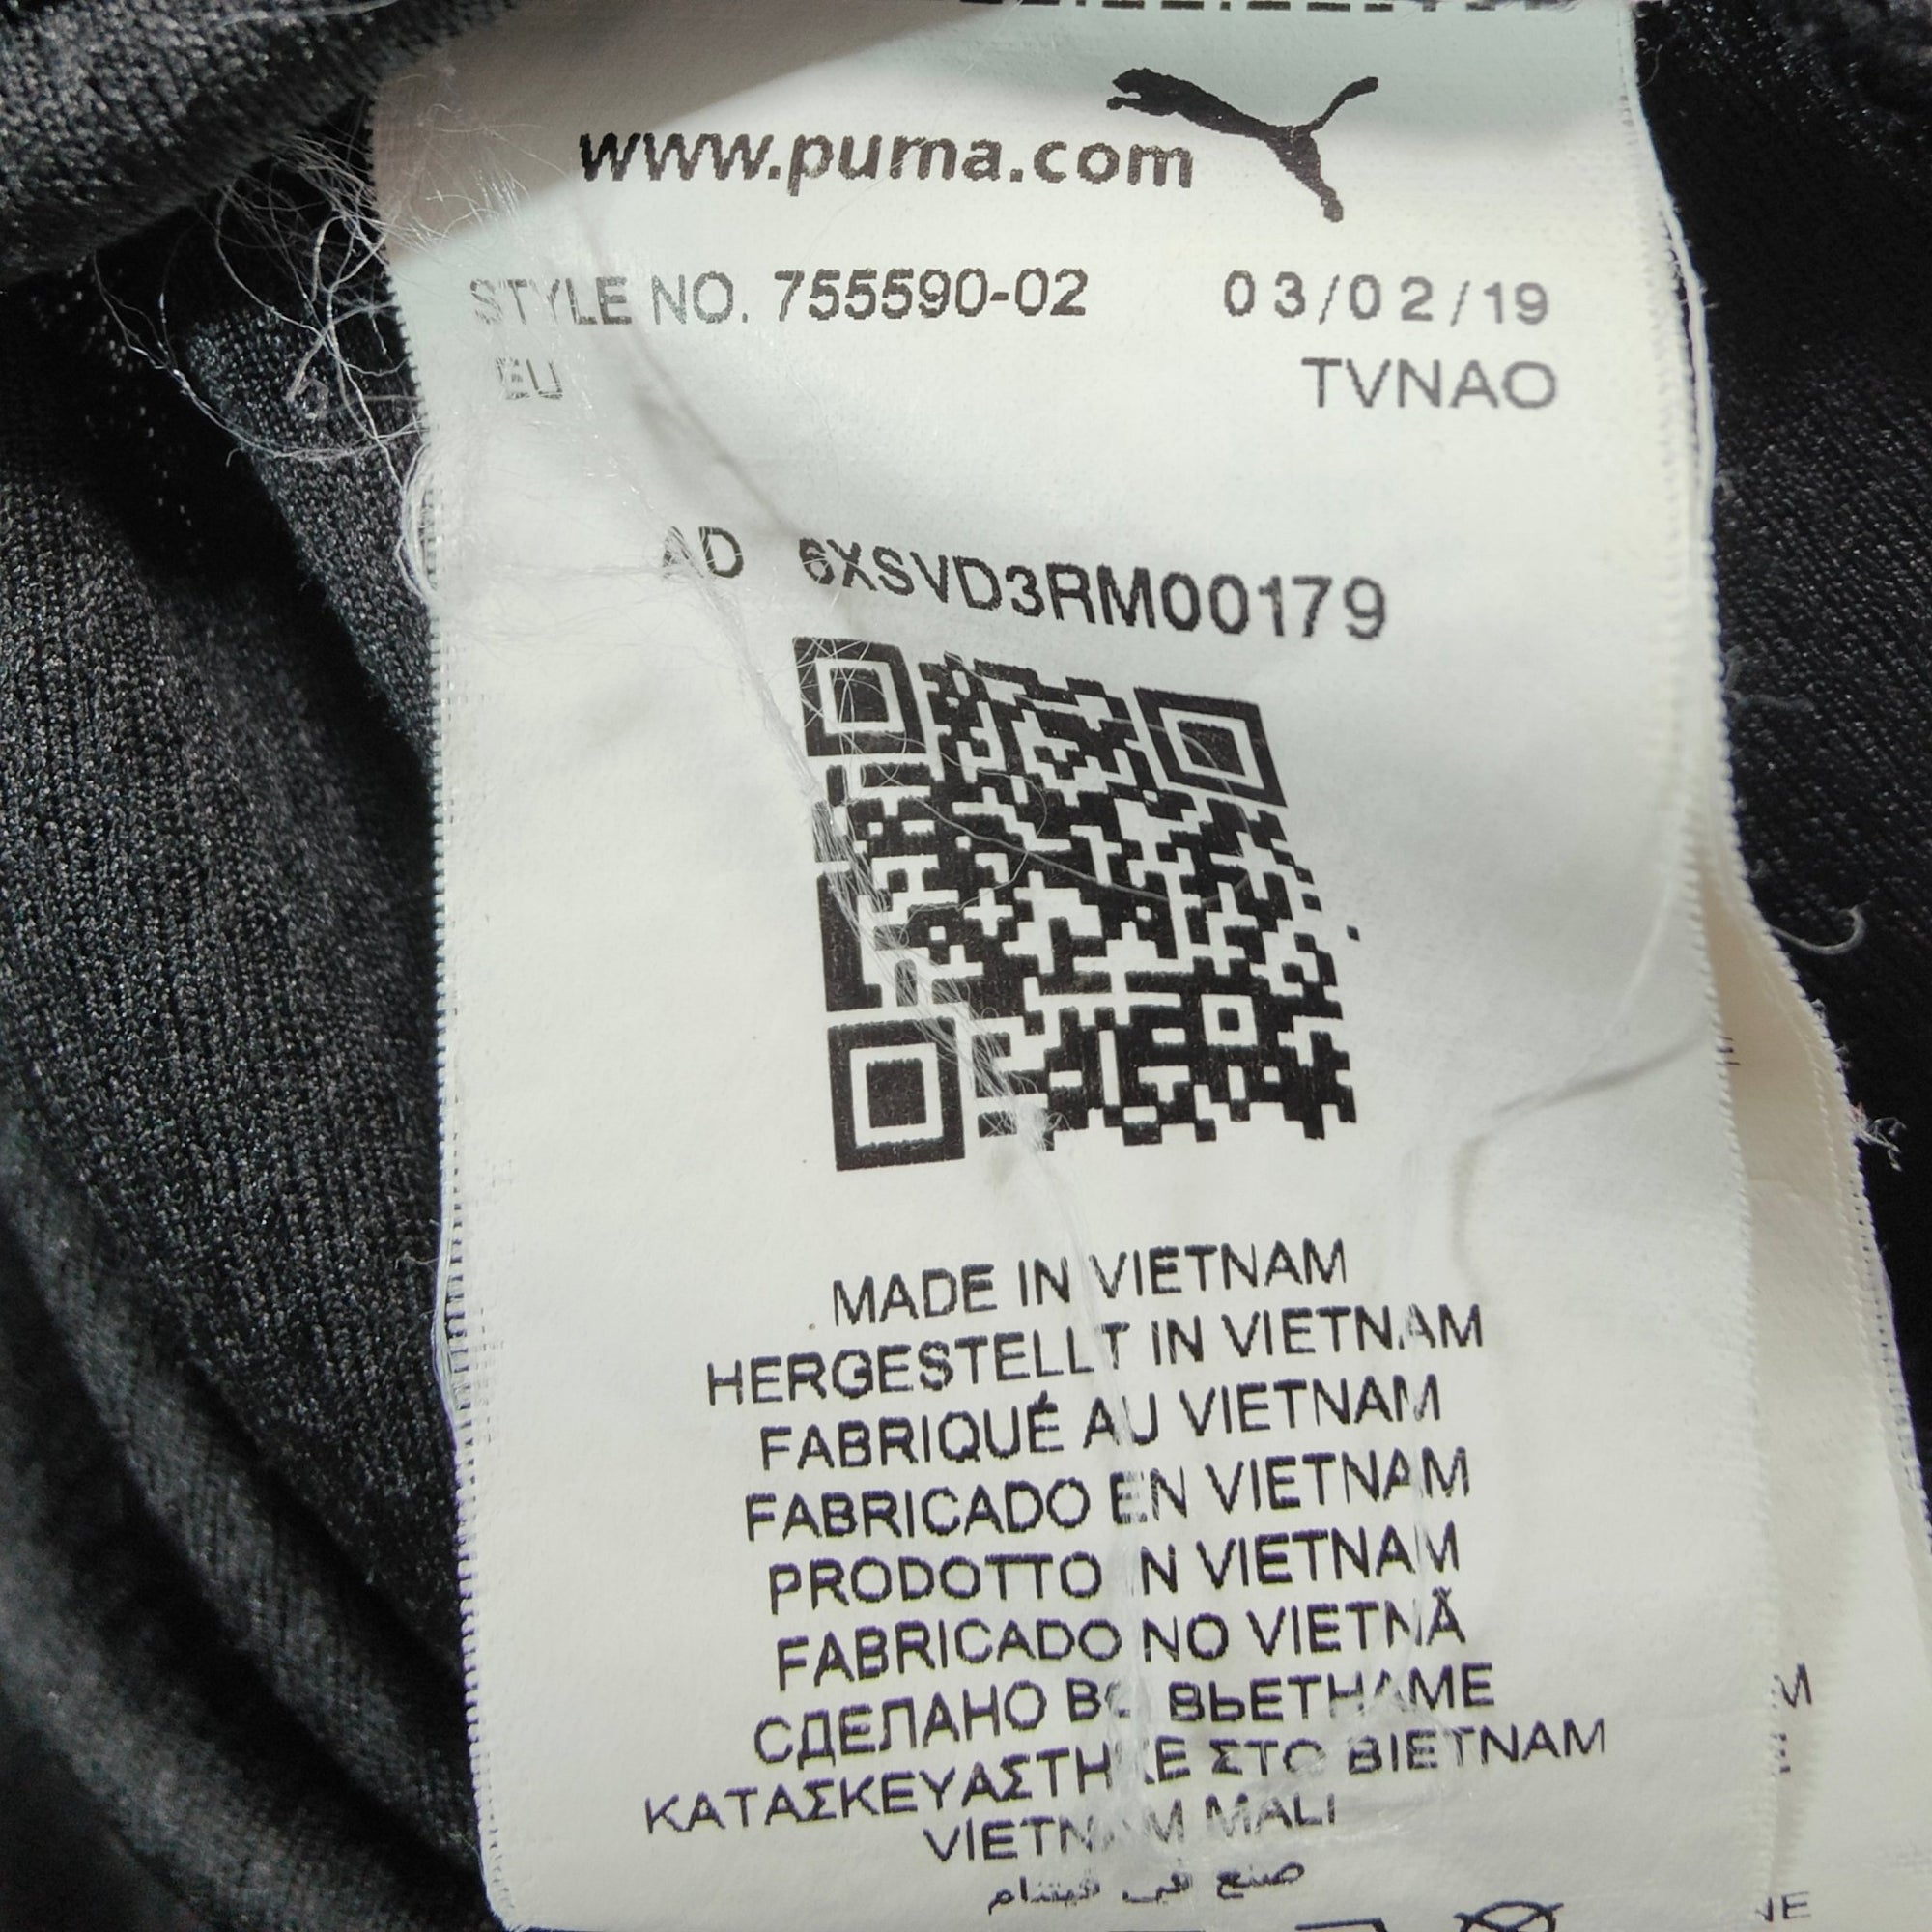 www.puma.com
STYLE NO. 755590-02 03/02/19
EU TVNAO
AD 6XSVD3RM00179
MADE IN VIETNAM
HERGESTELLT IN VIETNAM
FABRIQUÉ AU VIETNAM
FABRICADO EN VIETNAM
PRODOTTO IN VIETNAM
FABRICADO NO VIETNÃ
СДЕЛАНО ВО ВЬЕТНАМЕ
ΚΑΤΑΣΚΕΥΑΣΤΗΚΕ ΣΤΟ ΒΙΕΤΝΑΜ
VIETNAM MALI
صنع في فيتنام